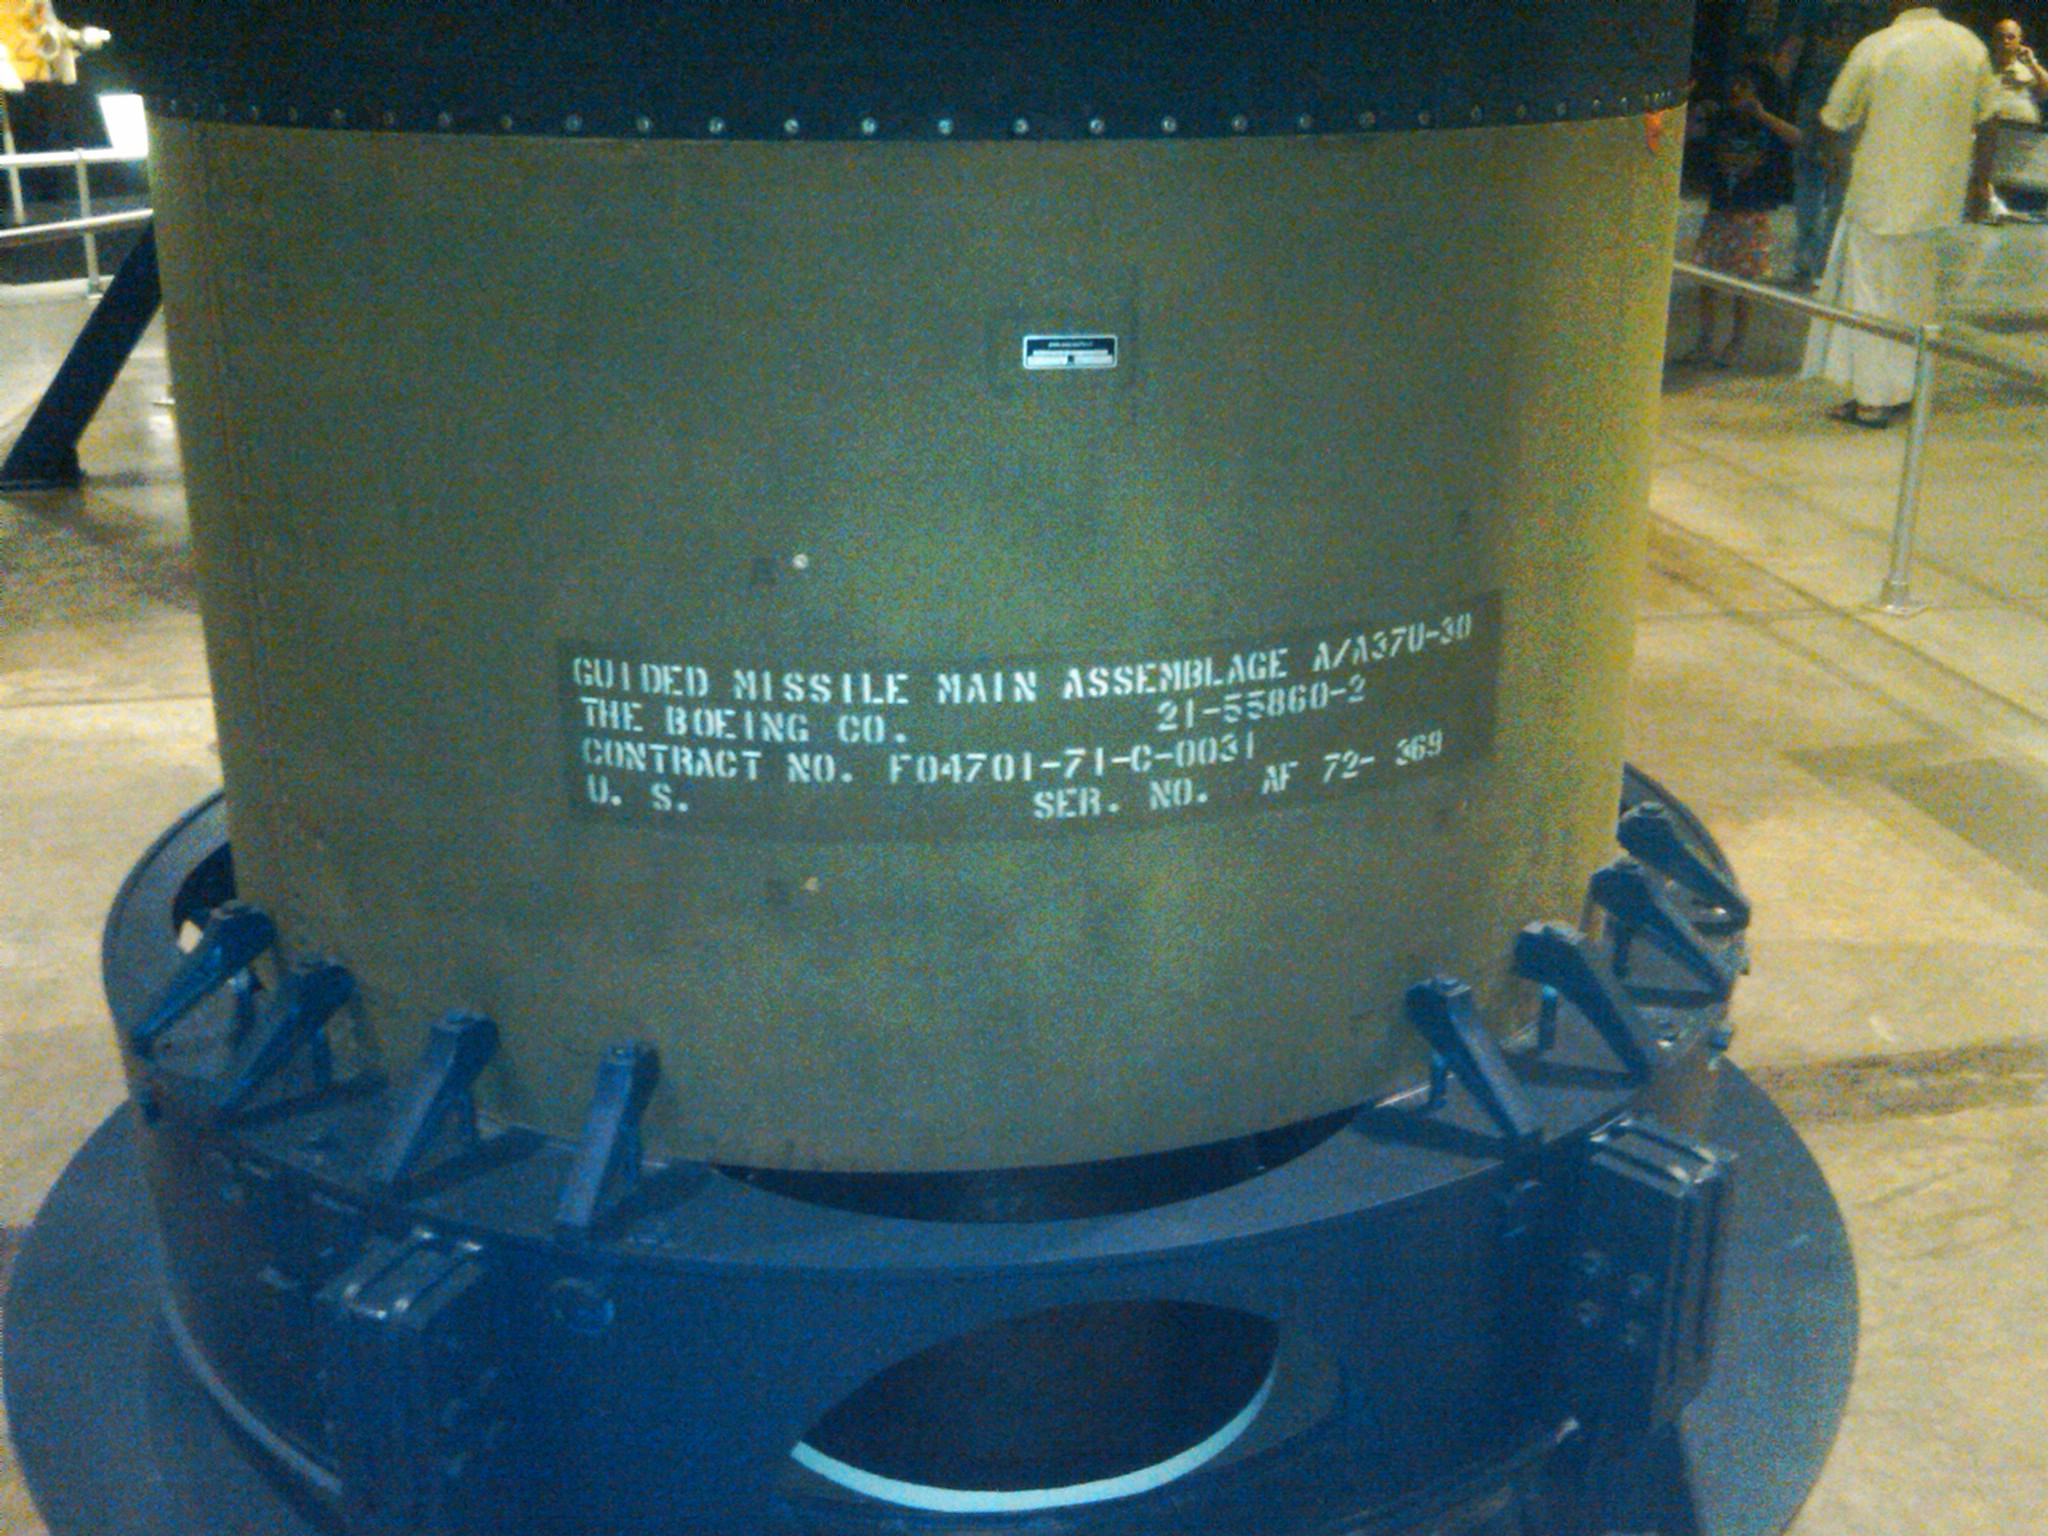 GUIDED MISSILE MAIN ASSEMBLAGE A/A37U-30
THE BOEING CO. 21-55860-2
CONTRACT NO. F04701-71-C-0031
U. S. SER. NO. AF 72- 369